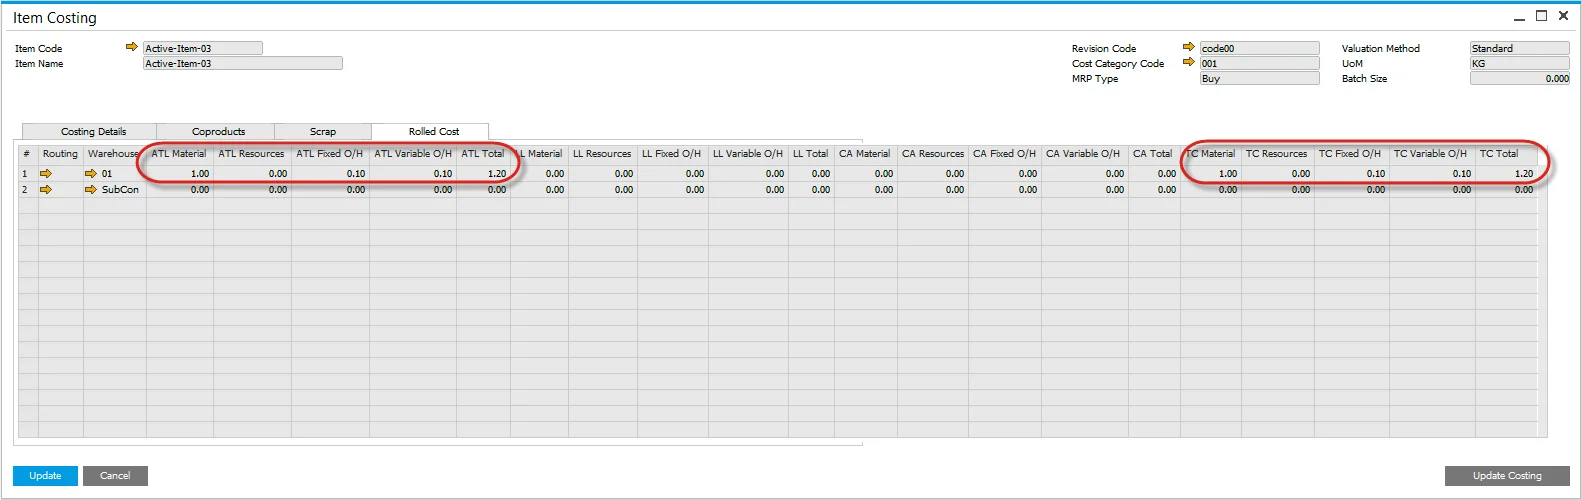 Item Costing
Item Code Active-Item-03 Revision Code code00 Valuation Method Standard
Item Name Active-Item-03 Cost Category Code 001 UoM KG
MRP Type Buy Batch Size 0.000
Costing Details Coproducts Scrap Rolled Cost
# Routing Warehouse ATL Material ATL Resources ATL Fixed O/H ATL Variable O/H ATL Total LL Material LL Resources LL Fixed O/H LL Variable O/H LL Total CA Material CA Resources CA Fixed O/H CA Variable O/H CA Total TC Material TC Resources TC Fixed O/H TC Variable O/H TC Total
1 01 1.00 0.00 0.10 0.10 1.20 0.00 0.00 0.00 0.00 0.00 0.00 0.00 0.00 0.00 0.00 1.00 0.00 0.10 0.10 1.20
2 SubCon 0.00 0.00 0.00 0.00 0.00 0.00 0.00 0.00 0.00 0.00 0.00 0.00 0.00 0.00 0.00 0.00 0.00 0.00 0.00 0.00
Update Cancel Update Costing